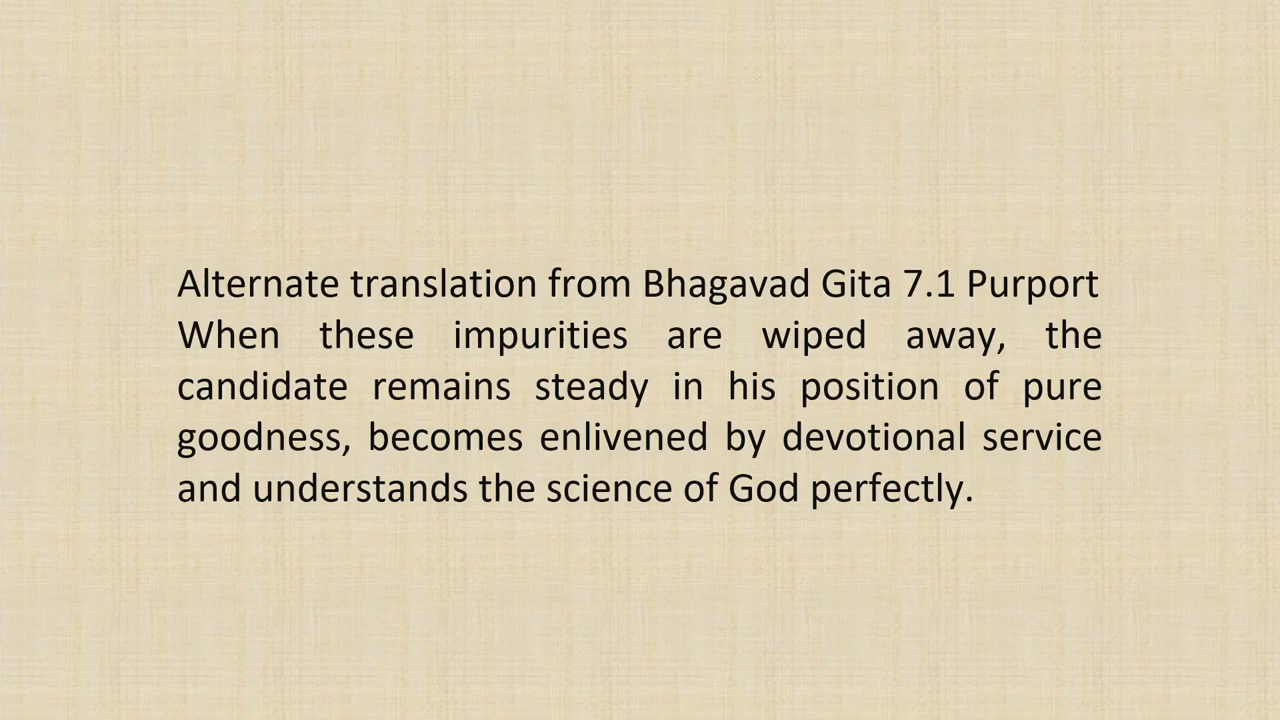 Alternate translation from Bhagavad Gita 7.1 Purport
When these impurities are wiped away, the
candidate remains steady in his position of pure
goodness, becomes enlivened by devotional service
and understands the science of God perfectly.